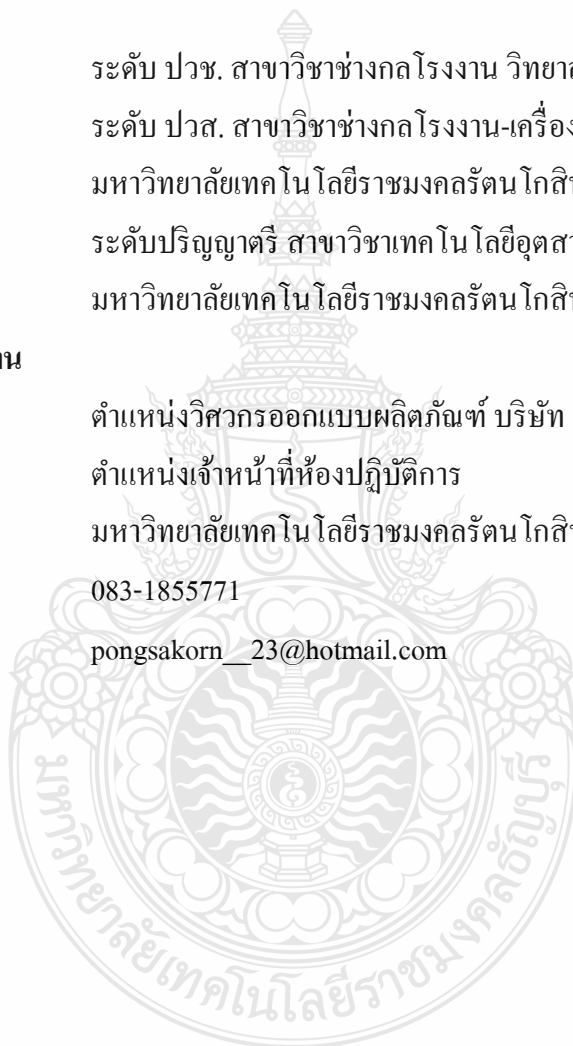 ระดับ ปวช. สาขาวิชาช่างกลโรงงาน
ระดับ ปวส. สาขาวิชาช่างกลโรงงาน-เครื่อง
มหาวิทยาลัยเทคโนโลยีราชมงคลรัตนโกสิ
ระดับปริญญาตรี สาขาวิชาเทคโนโลยีอุตสา
มหาวิทยาลัยเทคโนโลยีราชมงคลรัตนโกสิ
ตำแหน่งวิศวกรออกแบบผลิตภัณฑ์ บริษัท
ตำแหน่งเจ้าหน้าที่ห้องปฏิบัติการ
มหาวิทยาลัยเทคโนโลยีราชมงคลรัตนโกสิ
083-1855771
pongsakorn__23@hotmail.com
มหาวิทยาลัยเทคโนโลยีราชมงคลธัญบุรี